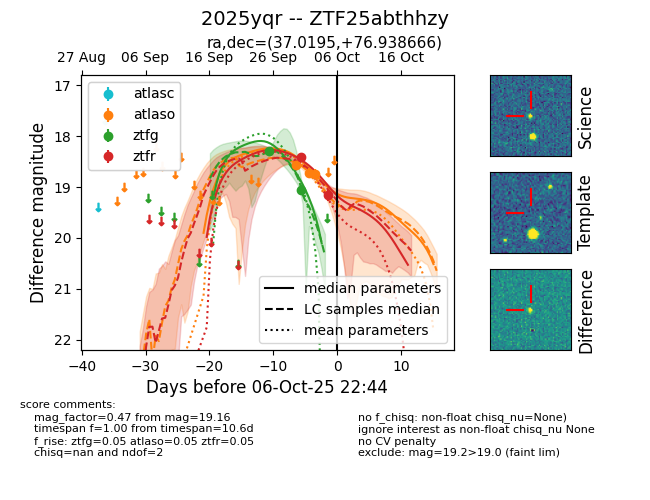 2025yqr -- ZTF25abthhzy
ra,dec=(37.0195,+76.938666)
27 Aug 06 Sep 16 Sep 26 Sep 06 Oct 16 Oct
17
18
19
20
21
22
Difference magnitude
atlasc
atlaso
ztfg
ztfr
median parameters
LC samples median
mean parameters
−40 −30 −20 −10 0 10
Days before 06-Oct-25 22:44
Science
Template
Difference
score comments:
mag_factor=0.47 from mag=19.16
timespan f=1.00 from timespan=10.6d
f_rise: ztfg=0.05 atlaso=0.05 ztfr=0.05
chisq=nan and ndof=2
no f_chisq: non-float chisq_nu=None)
ignore interest as non-float chisq_nu None
no CV penalty
exclude: mag=19.2>19.0 (faint lim)